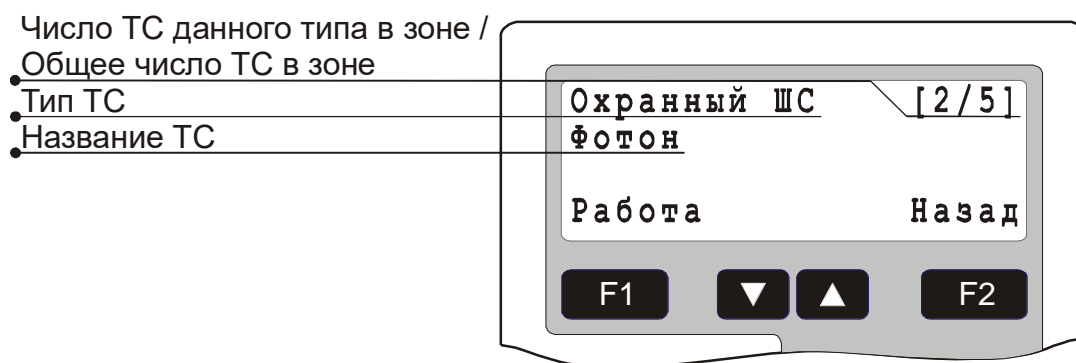 Число ТС данного типа в зоне /
Общее число ТС в зоне
Тип ТС
Название ТС
Охранный ШС [2/5]
Фотон
Работа Назад
F1 ▼ ▲ F2